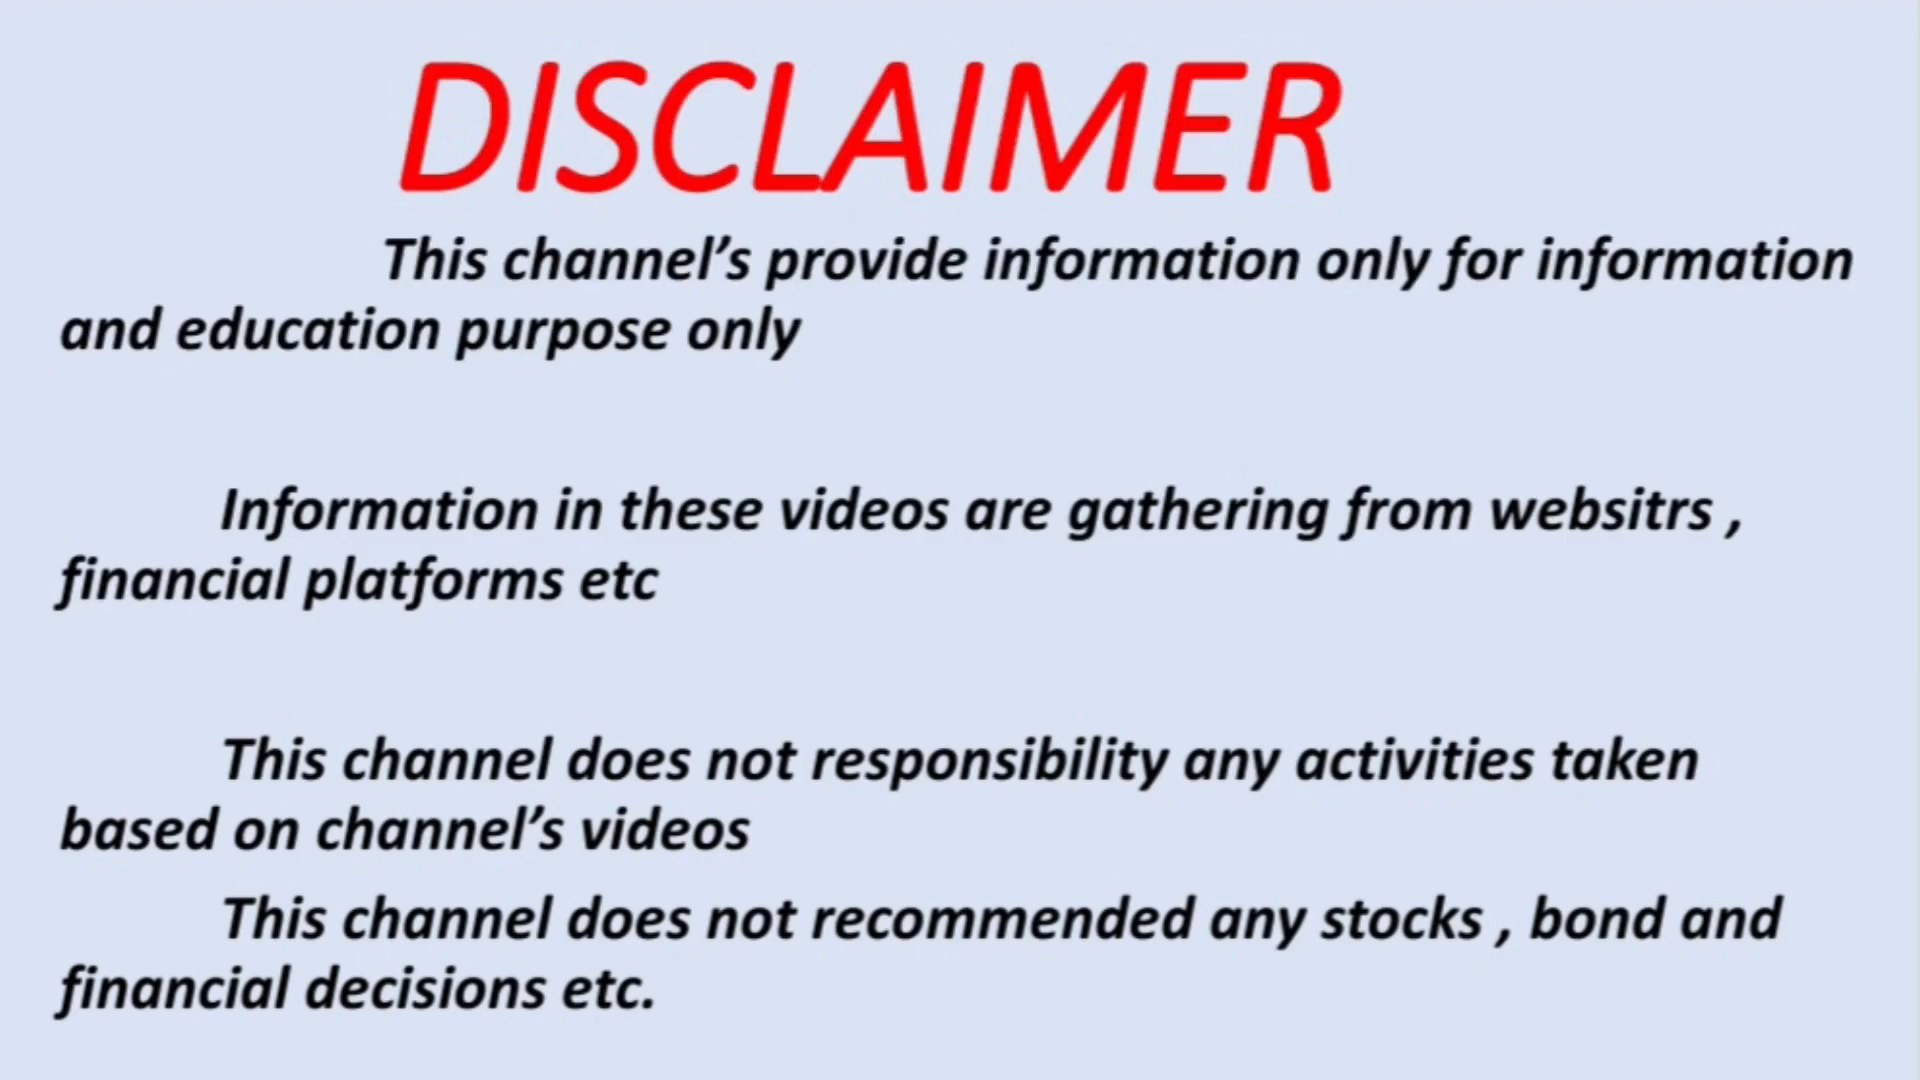 DISCLAIMER
This channel’s provide information only for information
and education purpose only
Information in these videos are gathering from websitrs ,
financial platforms etc
This channel does not responsibility any activities taken
based on channel’s videos
This channel does not recommended any stocks , bond and
financial decisions etc.